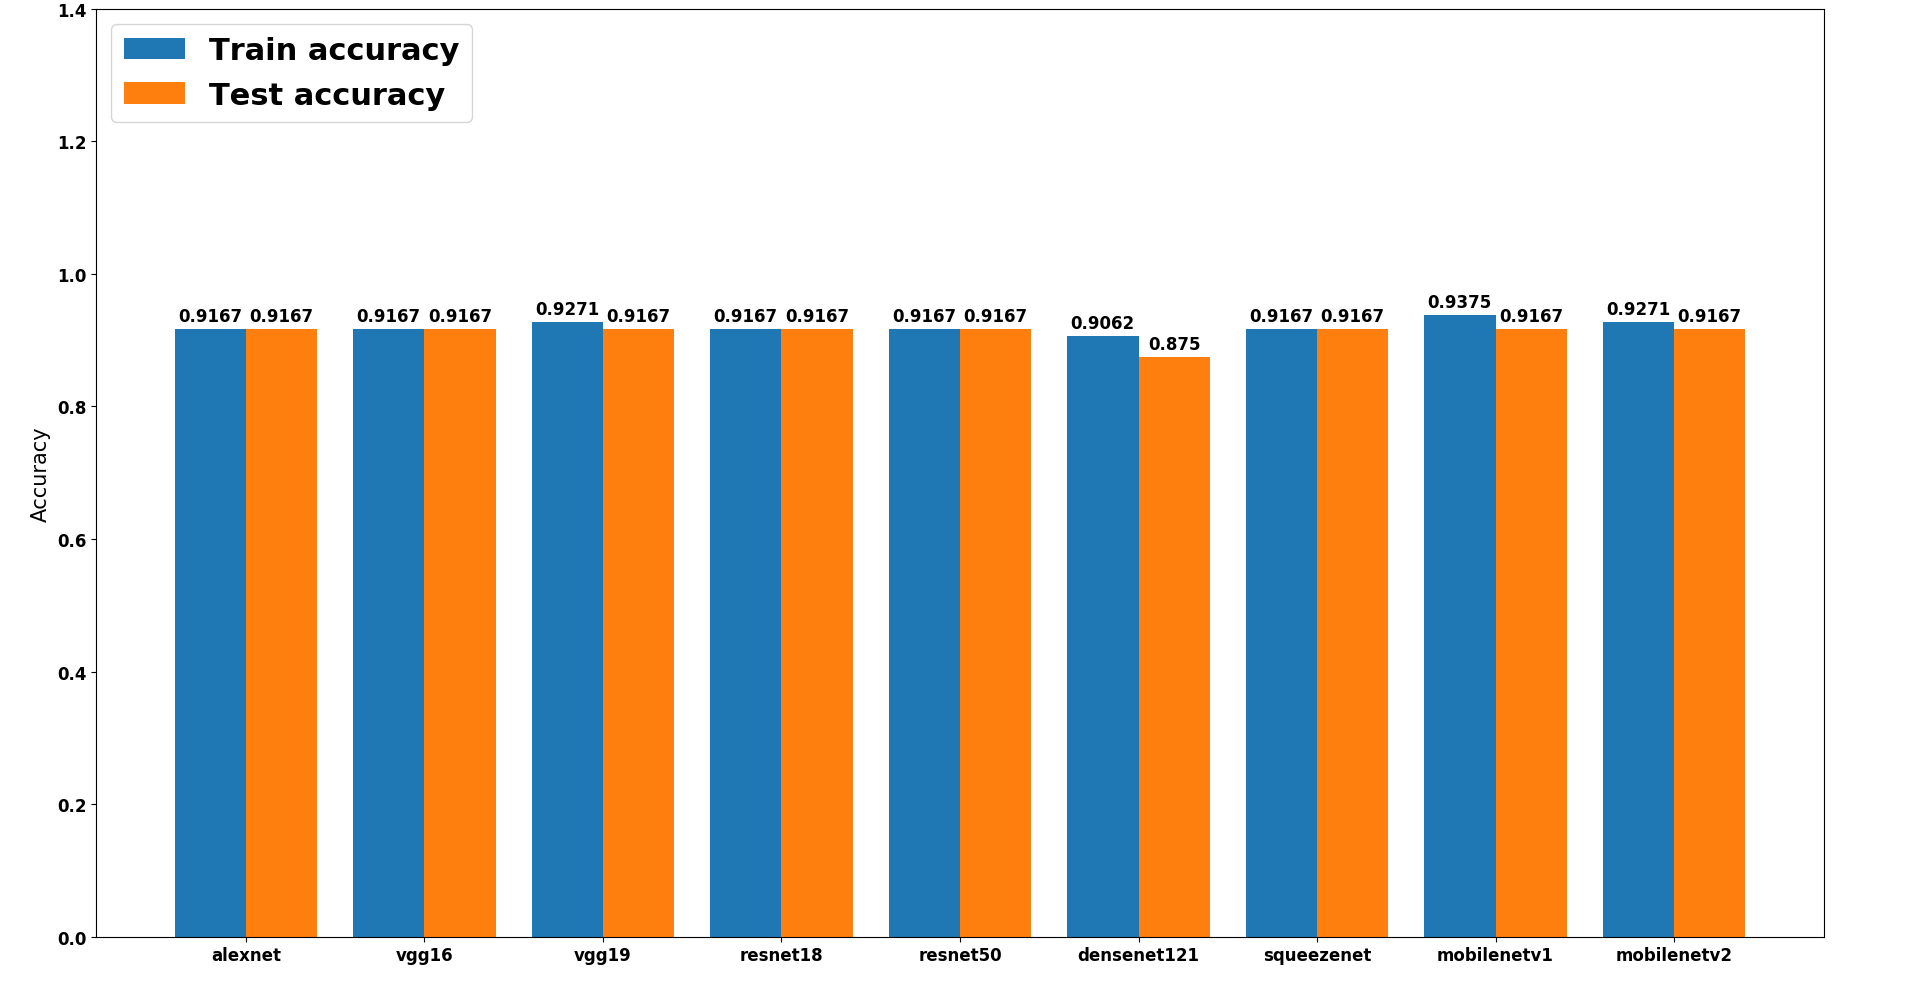 Train accuracy
Test accuracy
Accuracy
1.4
1.2
1.0
0.8
0.6
0.4
0.2
0.0
0.9167 0.9167 0.9167 0.9167 0.9271 0.9167 0.9167 0.9167 0.9167 0.9167 0.9062 0.875 0.9167 0.9167 0.9375 0.9167 0.9271 0.9167
alexnet vgg16 vgg19 resnet18 resnet50 densenet121 squeezenet mobilenetv1 mobilenetv2